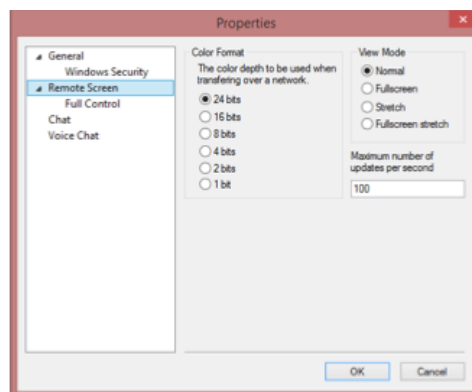 Properties
General
Windows Security
Remote Screen
Full Control
Chat
Voice Chat
Color Format
The color depth to be used when
transfering over a network.
24 bits
16 bits
8 bits
4 bits
2 bits
1 bit
View Mode
Normal
Fullscreen
Stretch
Fullscreen stretch
Maximum number of
updates per second
100
OK
Cancel